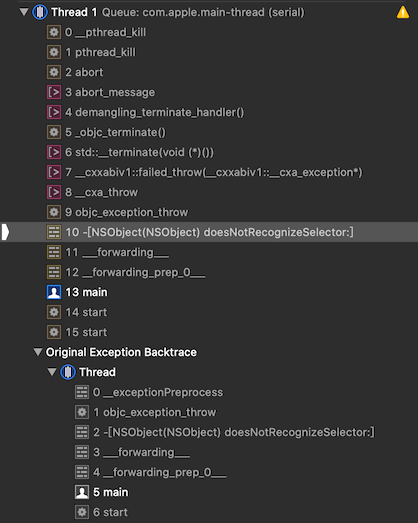 Thread 1 Queue: com.apple.main-thread (serial)
0 __pthread_kill
1 pthread_kill
2 abort
3 abort_message
4 demangling_terminate_handler()
5 _objc_terminate()
6 std::__terminate(void (*)())
7 __cxxabiv1::failed_throw(__cxxabiv1::__cxa_exception*)
8 __cxa_throw
9 objc_exception_throw
10 -[NSObject(NSObject) doesNotRecognizeSelector:]
11 ___forwarding___
12 __forwarding_prep_0___
13 main
14 start
15 start
Original Exception Backtrace
Thread
0 __exceptionPreprocess
1 objc_exception_throw
2 -[NSObject(NSObject) doesNotRecognizeSelector:]
3 ___forwarding___
4 __forwarding_prep_0___
5 main
6 start